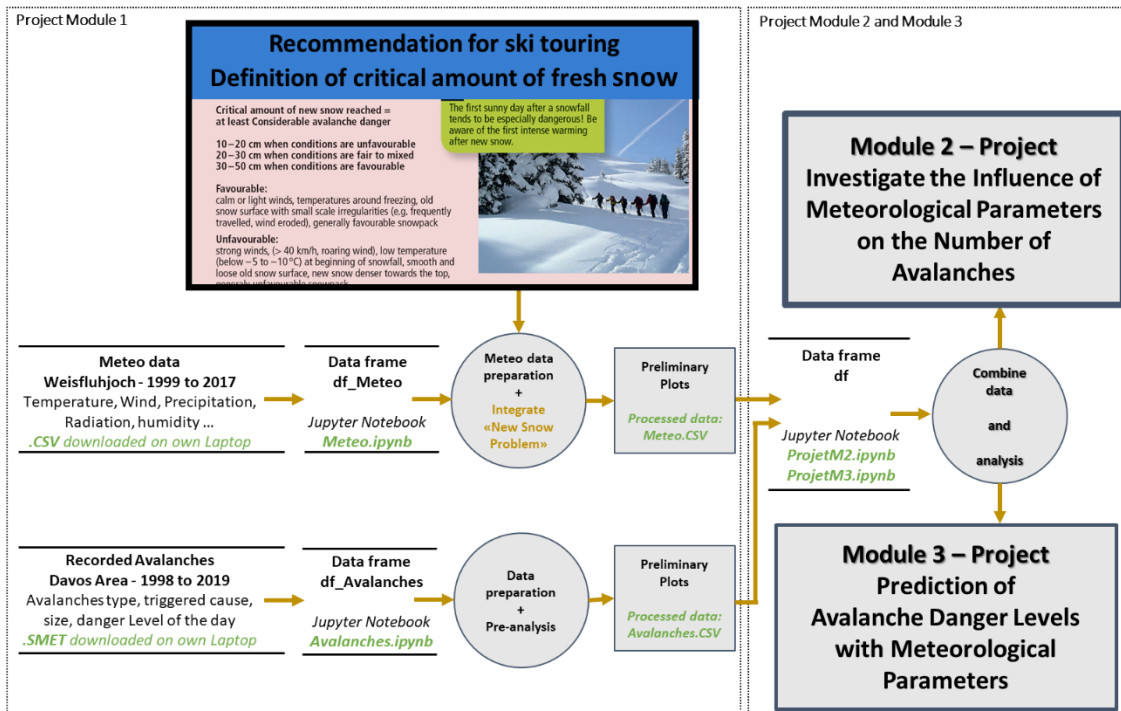 Project Module 1
Recommendation for ski touring
Definition of critical amount of fresh snow
Critical amount of new snow reached =
at least Considerable avalanche danger
10–20 cm when conditions are unfavourable
20–30 cm when conditions are fair to mixed
30–50 cm when conditions are favourable
Favourable:
calm or light winds, temperatures around freezing, old
snow surface with small scale irregularities (e.g. frequently
travelled, wind eroded), generally favourable snowpack
Unfavourable:
strong winds, (> 40 km/h, roaring wind), low temperature
(below −5 to −10 °C) at beginning of snowfall, smooth and
loose old snow surface, new snow denser towards the top,
The first sunny day after a snowfall
tends to be especially dangerous! Be
aware of the first intense warming
after new snow.
Meteo data
Weisfluhjoch - 1999 to 2017
Temperature, Wind, Precipitation,
Radiation, humidity ...
.CSV downloaded on own Laptop
Data frame
df_Meteo
Jupyter Notebook
Meteo.ipynb
Meteo data
preparation
+
Integrate
«New Snow
Problem»
Preliminary
Plots
Processed data:
Meteo.CSV
Recorded Avalanches
Davos Area - 1998 to 2019
Avalanches type, triggered cause,
size, danger Level of the day
.SMET downloaded on own Laptop
Data frame
df_Avalanches
Jupyter Notebook
Avalanches.ipynb
Data
preparation
+
Pre-analysis
Preliminary
Plots
Processed data:
Avalanches.CSV
Project Module 2 and Module 3
Module 2 – Project
Investigate the Influence of
Meteorological Parameters
on the Number of
Avalanches
Data frame
df
Jupyter Notebook
ProjetM2.ipynb
ProjetM3.ipynb
Combine
data
and
analysis
Module 3 – Project
Prediction of
Avalanche Danger Levels
with Meteorological
Parameters